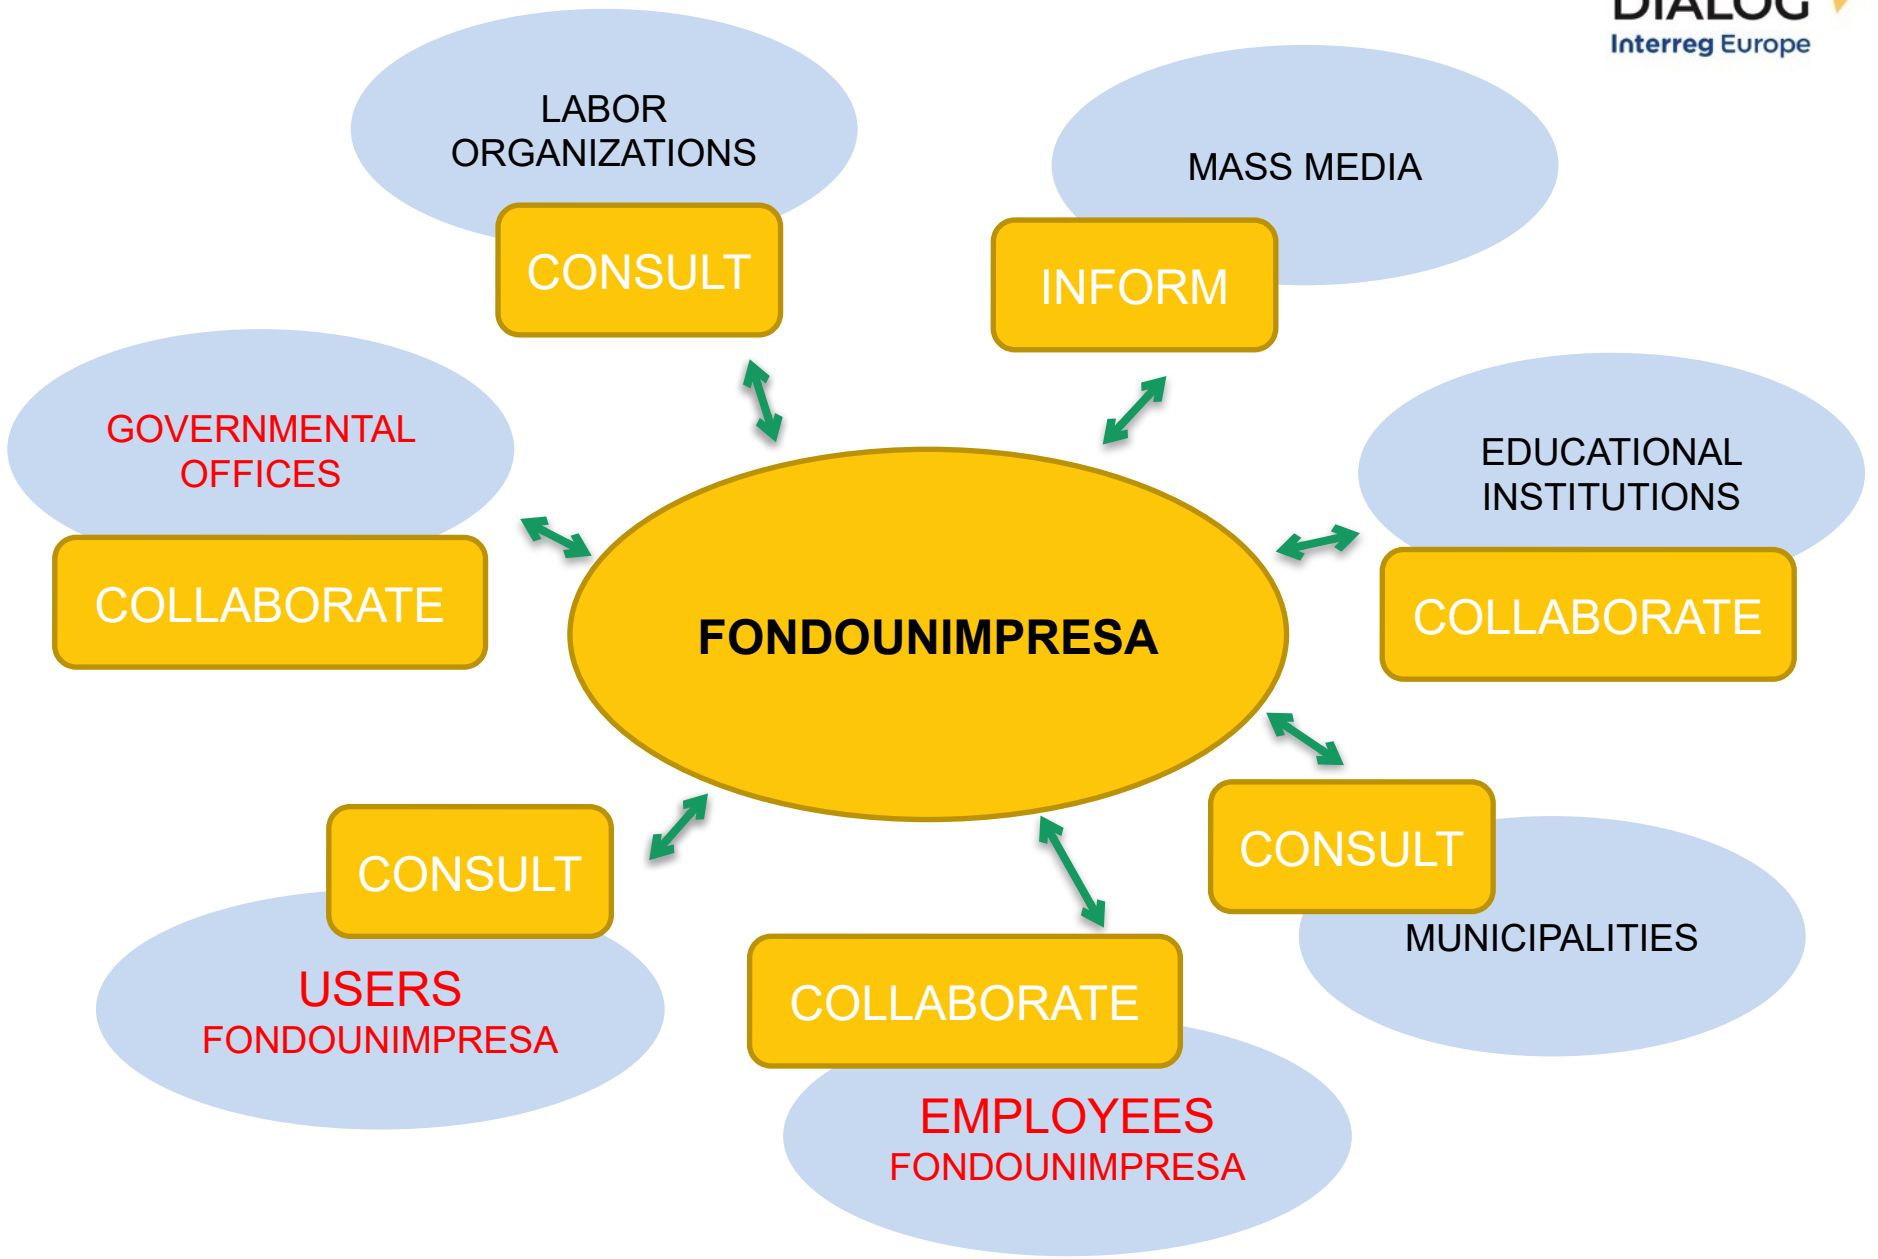 DIALOG
Interreg Europe
LABOR
ORGANIZATIONS
CONSULT
MASS MEDIA
INFORM
GOVERNMENTAL
OFFICES
COLLABORATE
EDUCATIONAL
INSTITUTIONS
COLLABORATE
FONDOUNIMPRESA
CONSULT
USERS
FONDOUNIMPRESA
COLLABORATE
EMPLOYEES
FONDOUNIMPRESA
CONSULT
MUNICIPALITIES